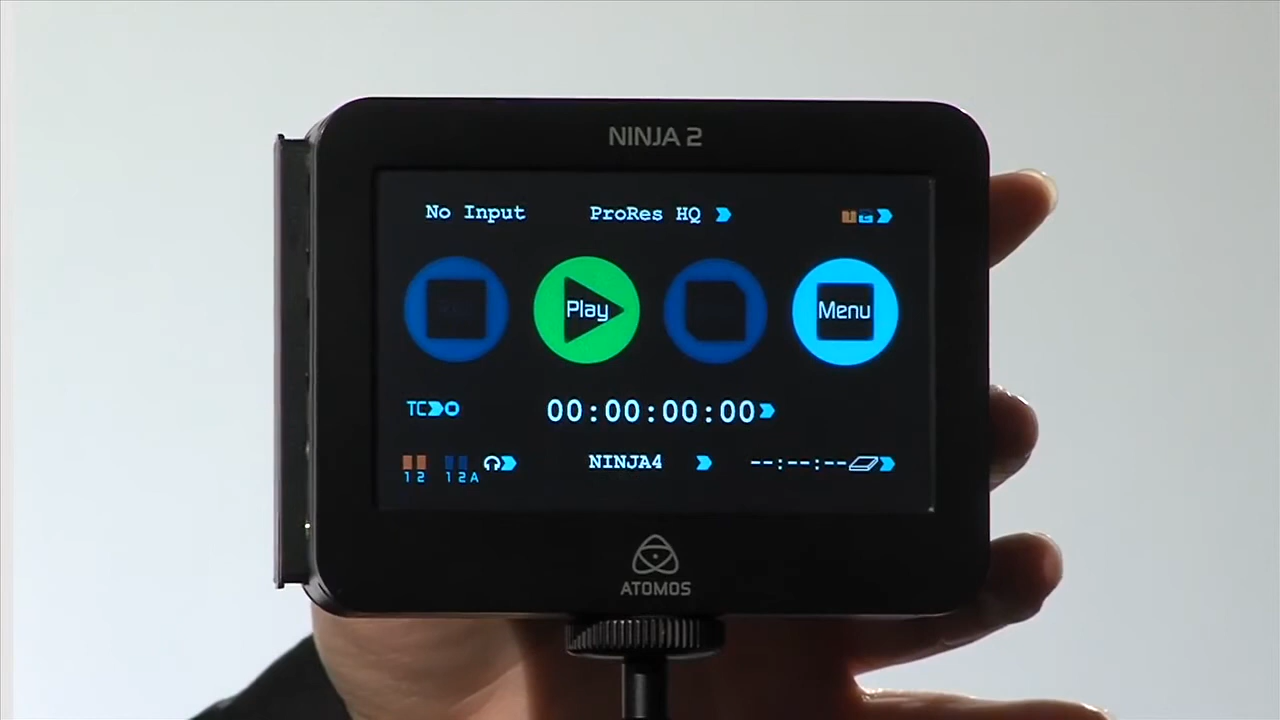 NINJA 2
No Input ProRes HQ
Play Menu
TC 00:00:00:00
1 2 1 2 A NINJA4 --:--:--
ATOMOS